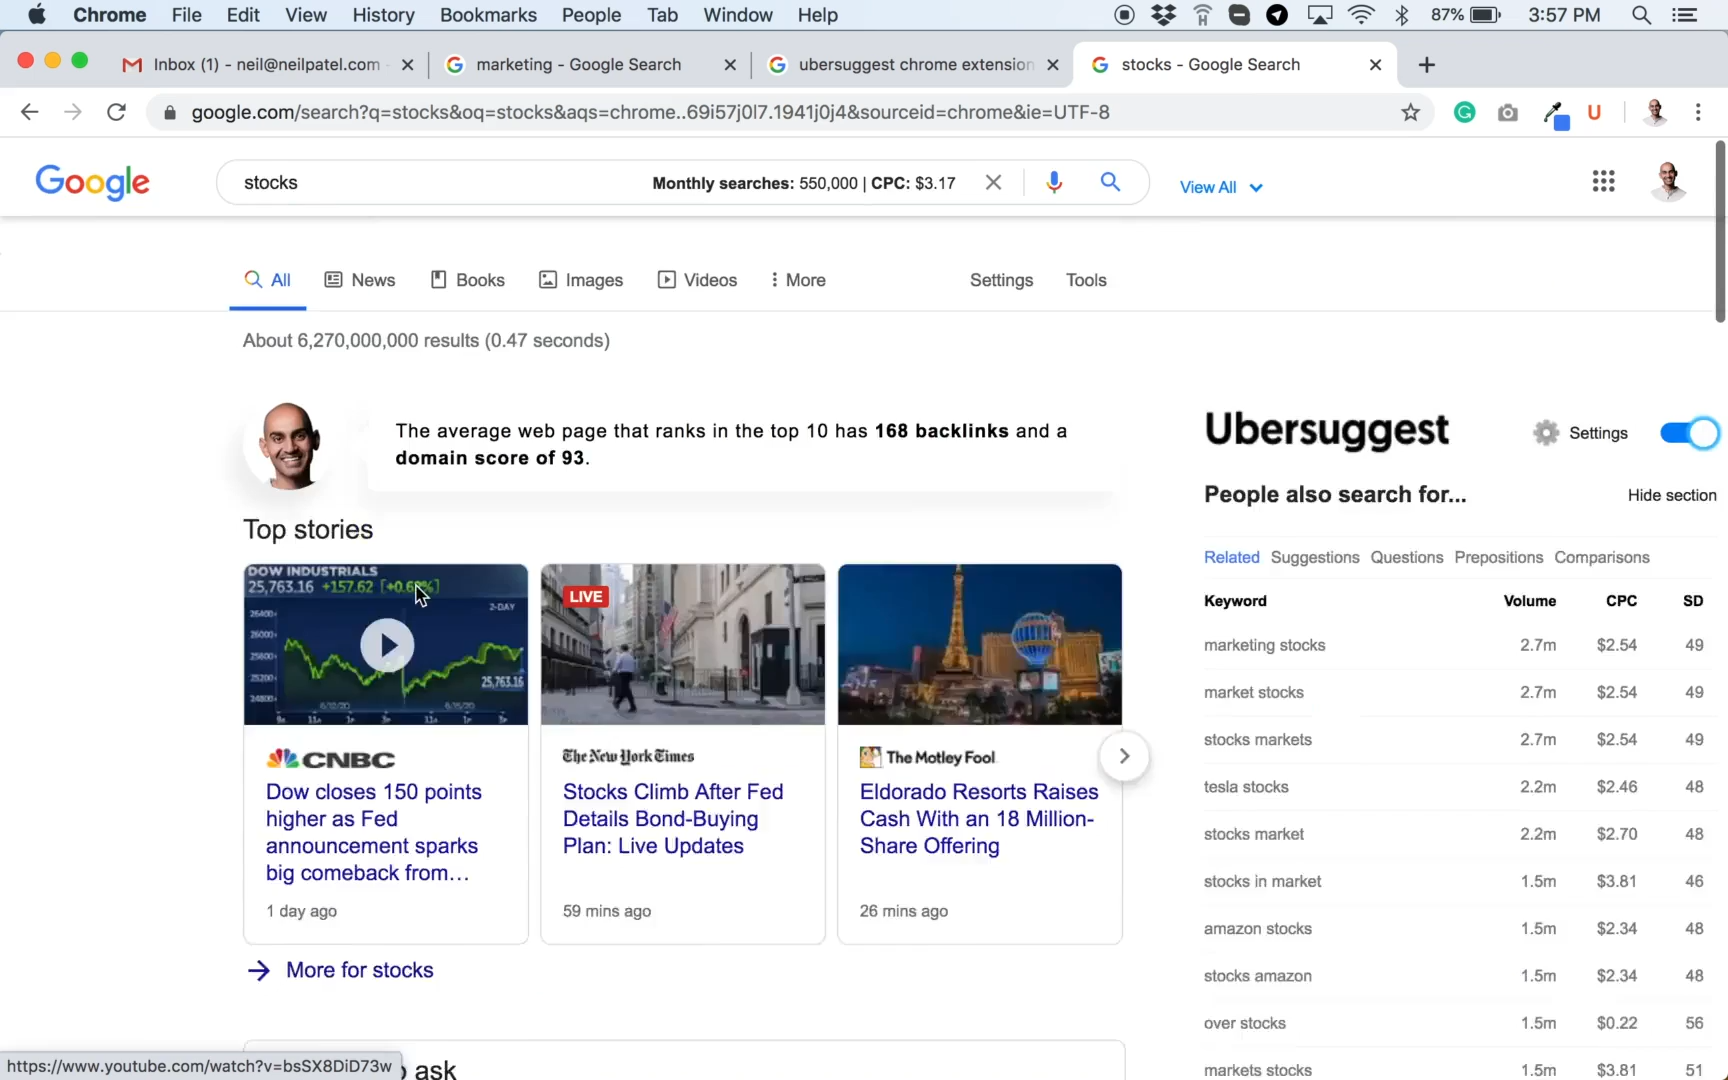 Chrome File Edit View History Bookmarks People Tab Window Help 87% 3:57 PM
Inbox (1) - neil@neilpatel.com
marketing - Google Search
ubersuggest chrome extension
stocks - Google Search
google.com/search?q=stocks&oq=stocks&aqs=chrome..69i57j0l7.1941j0j4&sourceid=chrome&ie=UTF-8
Google
stocks
Monthly searches: 550,000 | CPC: $3.17
View All
All News Books Images Videos More Settings Tools
About 6,270,000,000 results (0.47 seconds)
The average web page that ranks in the top 10 has 168 backlinks and a
domain score of 93.
Top stories
DOW INDUSTRIALS
25,763.16 +157.62
2-DAY
25,763.16
CNBC
Dow closes 150 points
higher as Fed
announcement sparks
big comeback from...
1 day ago
LIVE
The New York Times
Stocks Climb After Fed
Details Bond-Buying
Plan: Live Updates
59 mins ago
The Motley Fool
Eldorado Resorts Raises
Cash With an 18 Million-
Share Offering
26 mins ago
More for stocks
ask
https://www.youtube.com/watch?v=bsSX8DiD73w
Ubersuggest
Settings
People also search for...
Hide section
Related Suggestions Questions Prepositions Comparisons
Keyword Volume CPC SD
marketing stocks 2.7m $2.54 49
market stocks 2.7m $2.54 49
stocks markets 2.7m $2.54 49
tesla stocks 2.2m $2.46 48
stocks market 2.2m $2.70 48
stocks in market 1.5m $3.81 46
amazon stocks 1.5m $2.34 48
stocks amazon 1.5m $2.34 48
over stocks 1.5m $0.22 56
markets stocks 1.5m $3.81 51